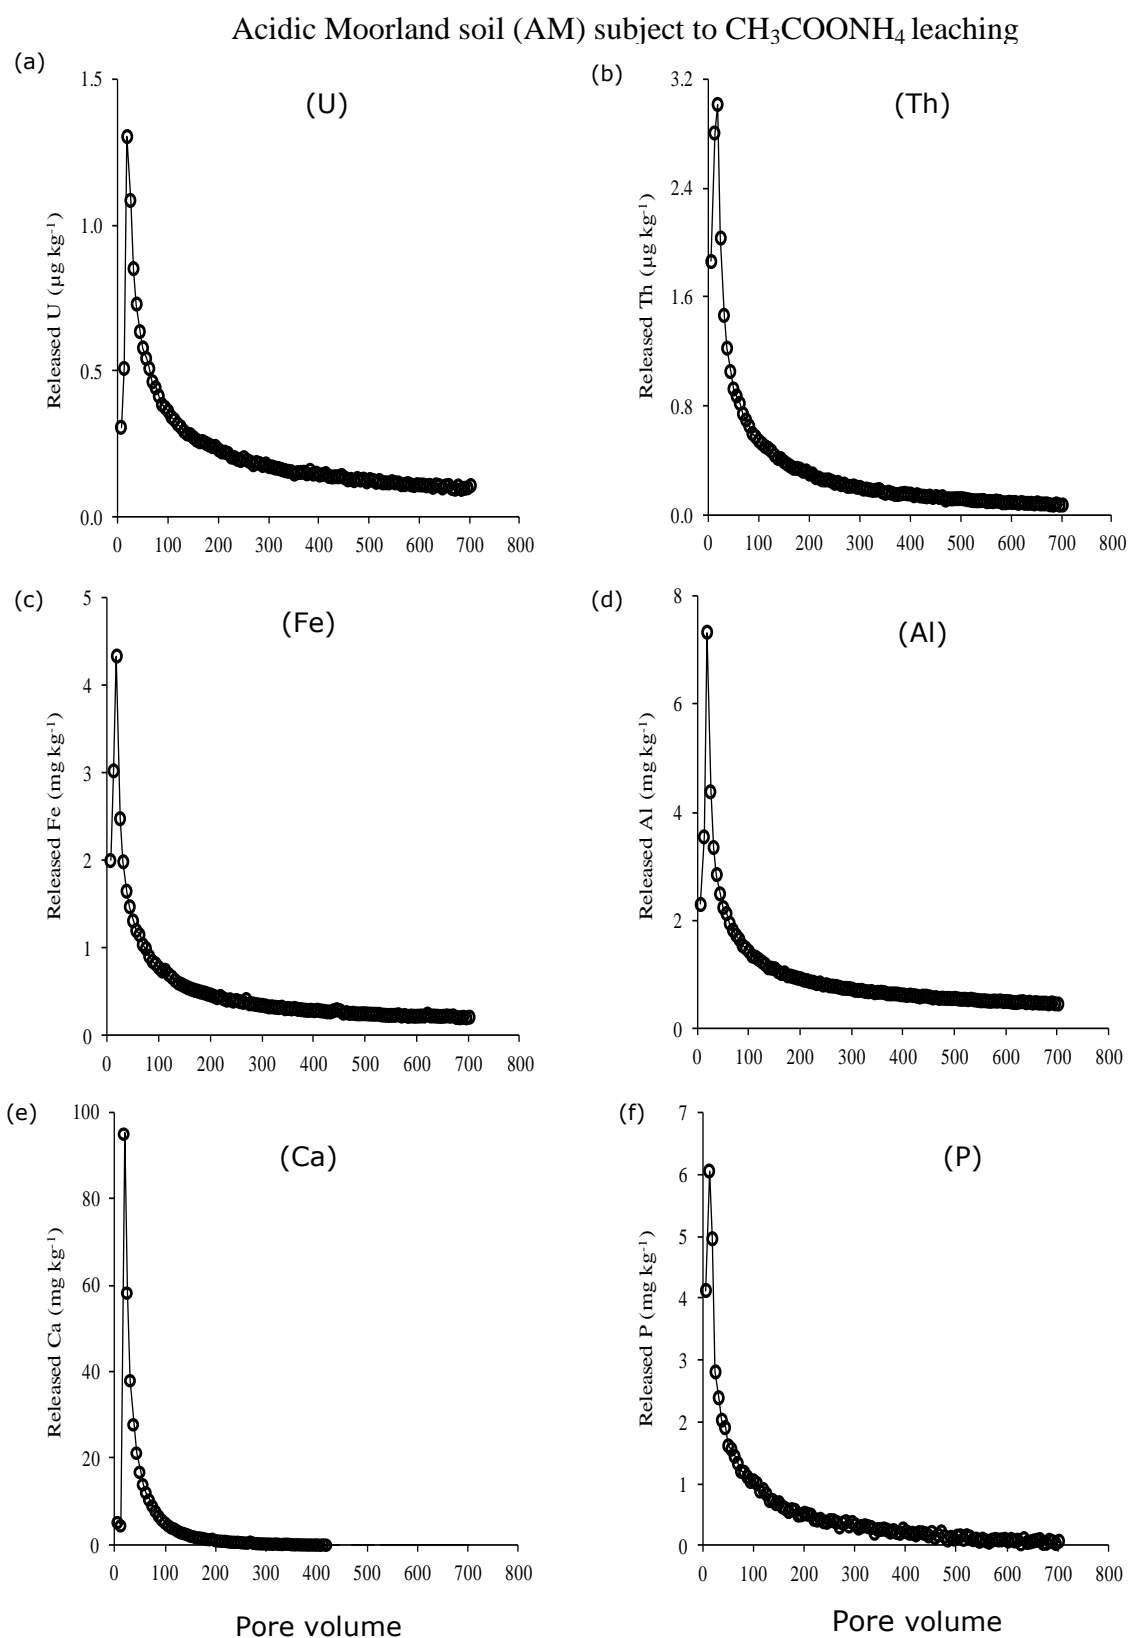 Acidic Moorland soil (AM) subject to CH₃COONH₄ leaching
(a)
(U)
Released U (µg kg⁻¹)
1.5
1.0
0.5
0.0
0 100 200 300 400 500 600 700 800
(b)
(Th)
Released Th (µg kg⁻¹)
3.2
2.4
1.6
0.8
0.0
0 100 200 300 400 500 600 700 800
(c)
(Fe)
Released Fe (mg kg⁻¹)
5
4
3
2
1
0
0 100 200 300 400 500 600 700 800
(d)
(Al)
Released Al (mg kg⁻¹)
8
6
4
2
0
0 100 200 300 400 500 600 700 800
(e)
(Ca)
Released Ca (mg kg⁻¹)
100
80
60
40
20
0
0 100 200 300 400 500 600 700 800
Pore volume
(f)
(P)
Released P (mg kg⁻¹)
7
6
5
4
3
2
1
0
0 100 200 300 400 500 600 700 800
Pore volume